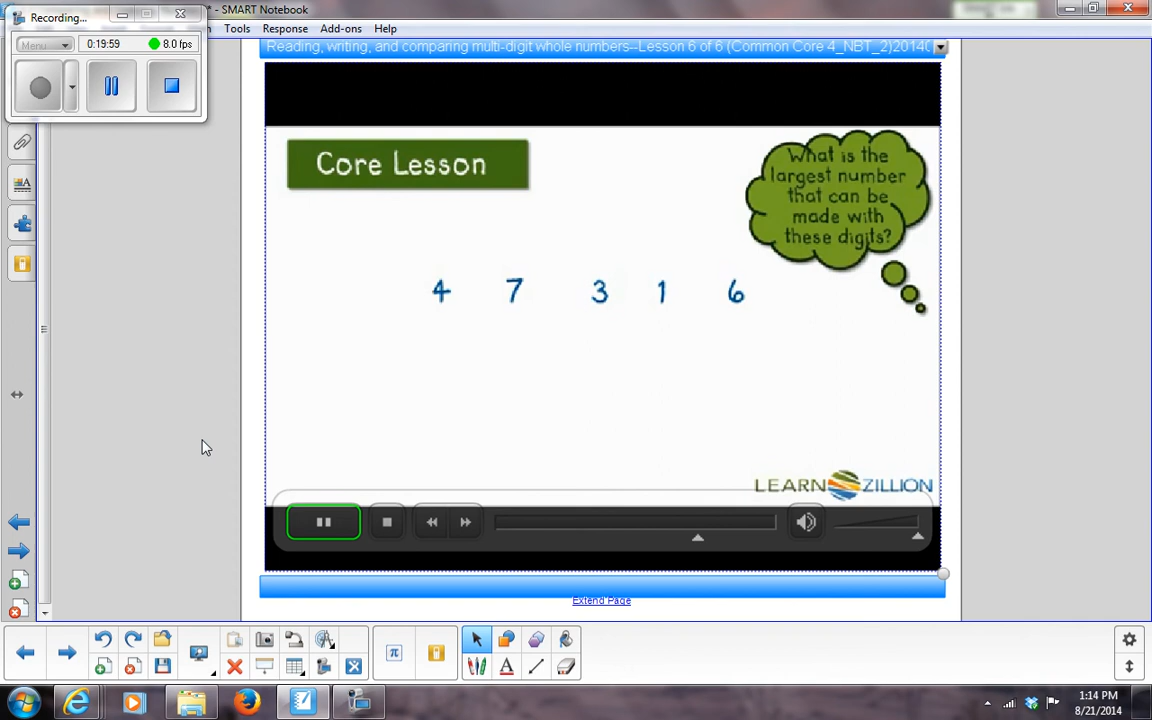 Recording...
SMART Notebook
Menu
0:19:59
8.0 fps
Tools
Response
Add-ons
Help
Reading, writing, and comparing multi-digit whole numbers--Lesson 6 of 6 (Common Core 4_NBT_2)2014
Core Lesson
What is the
largest number
that can be
made with
these digits?
4 7 3 1 6
LEARN ZILLION
Extend Page
1:14 PM
8/21/2014